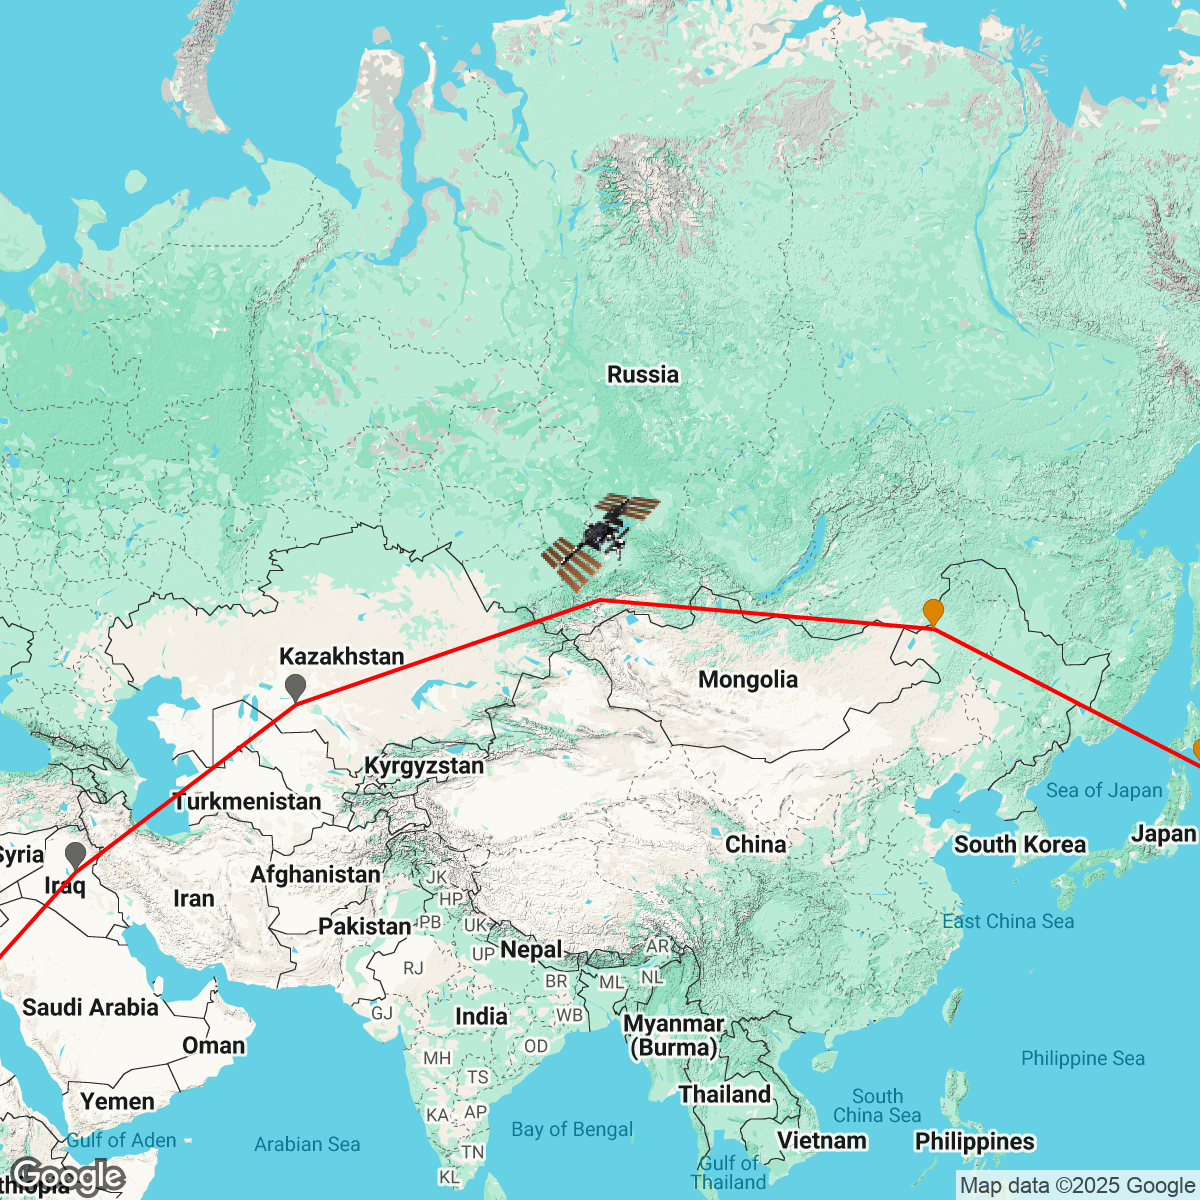 Russia
Kazakhstan
Mongolia
Kyrgyzstan
Turkmenistan
Sea of Japan
Syria
China
South Korea
Japan
Iraq
Iran
Afghanistan
JK
HP
Pakistan
PB
UK
East China Sea
UP
Nepal
AR
RJ
BR
ML
NL
Saudi Arabia
GJ
India
WB
Myanmar
(Burma)
Oman
OD
MH
Philippine Sea
TS
Yemen
Thailand
South
China Sea
KA
AP
Gulf of Aden
Arabian Sea
Bay of Bengal
Vietnam
Philippines
TN
Gulf of
Thailand
KL
Google
thiopia
Map data ©2025 Google